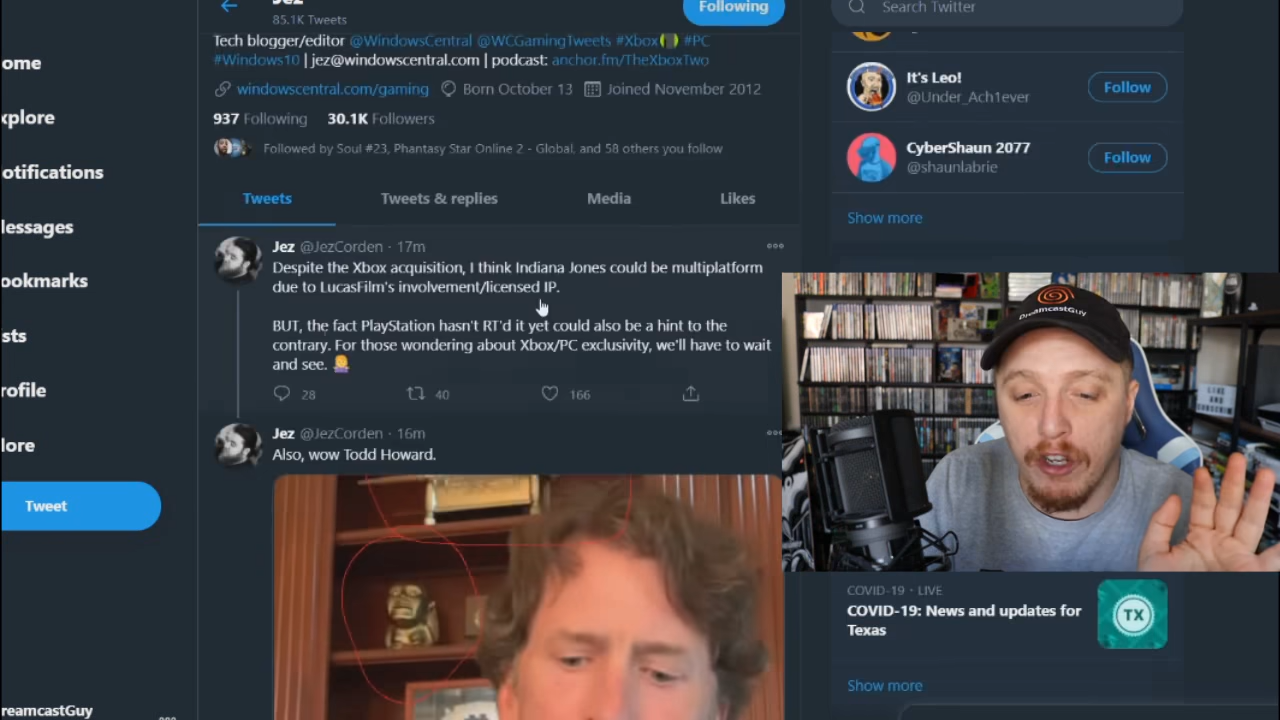 Jez
85.1K Tweets
Following
Search Twitter
Tech blogger/editor @WindowsCentral @WCGamingTweets #Xbox #PC
#Windows10 | jez@windowscentral.com | podcast: anchor.fm/TheXboxTwo
windowscentral.com/gaming Born October 13 Joined November 2012
937 Following 30.1K Followers
Followed by Soul #23, Phantasy Star Online 2 - Global, and 58 others you follow
Tweets Tweets & replies Media Likes
ome
xplore
otifications
lessages
ookmarks
sts
rofile
lore
Tweet
reamcastGuy
Jez @JezCorden · 17m
Despite the Xbox acquisition, I think Indiana Jones could be multiplatform
due to LucasFilm's involvement/licensed IP.
BUT, the fact PlayStation hasn't RT'd it yet could also be a hint to the
contrary. For those wondering about Xbox/PC exclusivity, we'll have to wait
and see.
28 40 166
Jez @JezCorden · 16m
Also, wow Todd Howard.
It's Leo!
@Under_Ach1ever
Follow
CyberShaun 2077
@shaunlabrie
Follow
Show more
DreamcastGuy
COVID-19 · LIVE
COVID-19: News and updates for
Texas
TX
Show more